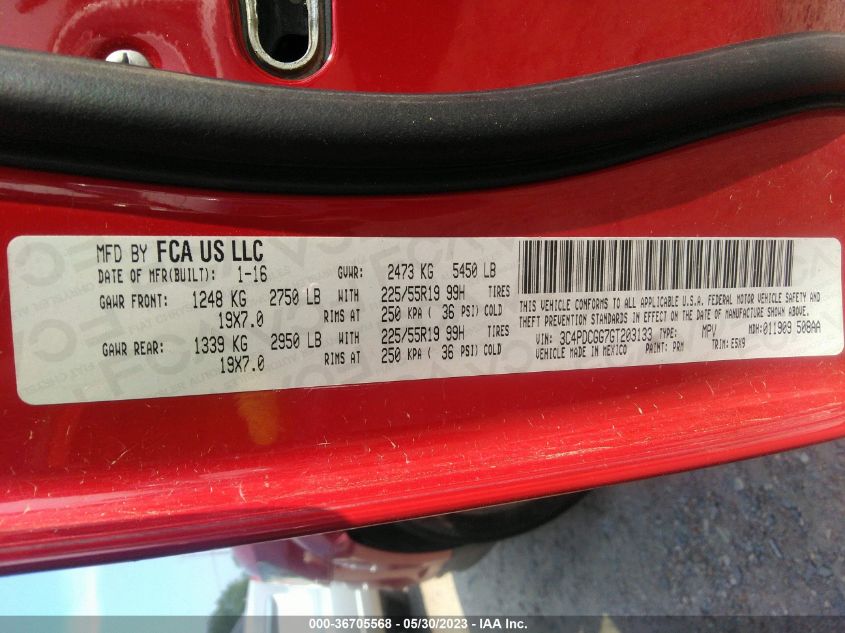 MFD BY FCA US LLC
DATE OF MFR(BUILT): 1-16 GVWR: 2473 KG 5450 LB
GAWR FRONT: 1248 KG 2750 LB WITH 225/55R19 99H TIRES
19X7.0 RIMS AT 250 KPA ( 36 PSI) COLD
GAWR REAR: 1339 KG 2950 LB WITH 225/55R19 99H TIRES
19X7.0 RIMS AT 250 KPA ( 36 PSI) COLD
THIS VEHICLE CONFORMS TO ALL APPLICABLE U.S.A. FEDERAL MOTOR VEHICLE SAFETY AND
THEFT PREVENTION STANDARDS IN EFFECT ON THE DATE OF MANUFACTURE SHOWN ABOVE.
VIN: 3C4PDCGG7GT203133 TYPE: MPV MDH: 011909 508AA
VEHICLE MADE IN MEXICO PAINT: PRM TRIM: E5X9
000-36705568 - 05/30/2023 - IAA Inc.